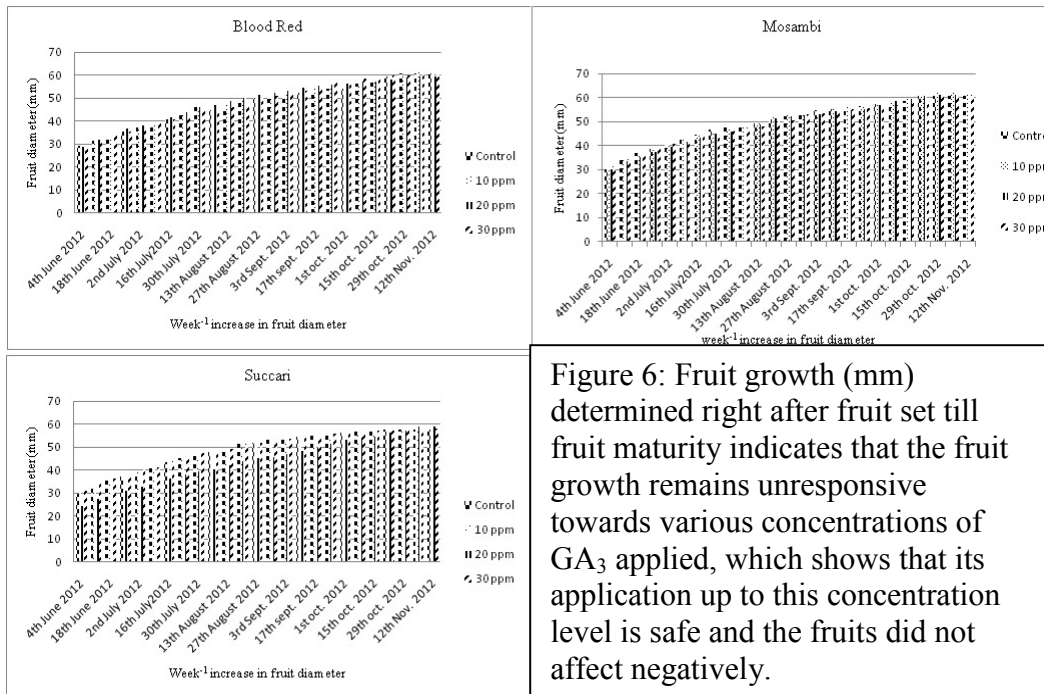 Blood Red
70
60
50
40
30
20
10
0
Fruit diameter (mm)
4th June 2012
18th June 2012
2nd July 2012
16th July2012
30th July 2012
13th August 2012
27th August 2012
3rd Sept. 2012
17th sept. 2012
1st oct. 2012
15th oct. 2012
29th oct. 2012
12th Nov. 2012
Week-1 increase in fruit diameter
Control
10 ppm
20 ppm
30 ppm
Mosambi
70
60
50
40
30
20
10
0
Fruit diameter (mm)
4th June 2012
18th June 2012
2nd July 2012
16th July2012
30th July 2012
13th August 2012
27th August 2012
3rd Sept. 2012
17th sept. 2012
1st oct. 2012
15th oct. 2012
29th oct. 2012
12th Nov. 2012
week-1 increase in fruit diameter
Control
10 ppm
20 ppm
30 ppm
Succari
70
60
50
40
30
20
10
0
Fruit diameter (mm)
4th June 2012
18th June 2012
2nd July 2012
16th July2012
30th July 2012
13th August 2012
27th August 2012
3rd Sept. 2012
17th sept. 2012
1st oct. 2012
15th oct. 2012
29th oct. 2012
12th Nov. 2012
Week-1 increase in fruit diameter
Control
10 ppm
20 ppm
30 ppm
Figure 6: Fruit growth (mm)
determined right after fruit set till
fruit maturity indicates that the fruit
growth remains unresponsive
towards various concentrations of
GA3 applied, which shows that its
application up to this concentration
level is safe and the fruits did not
affect negatively.